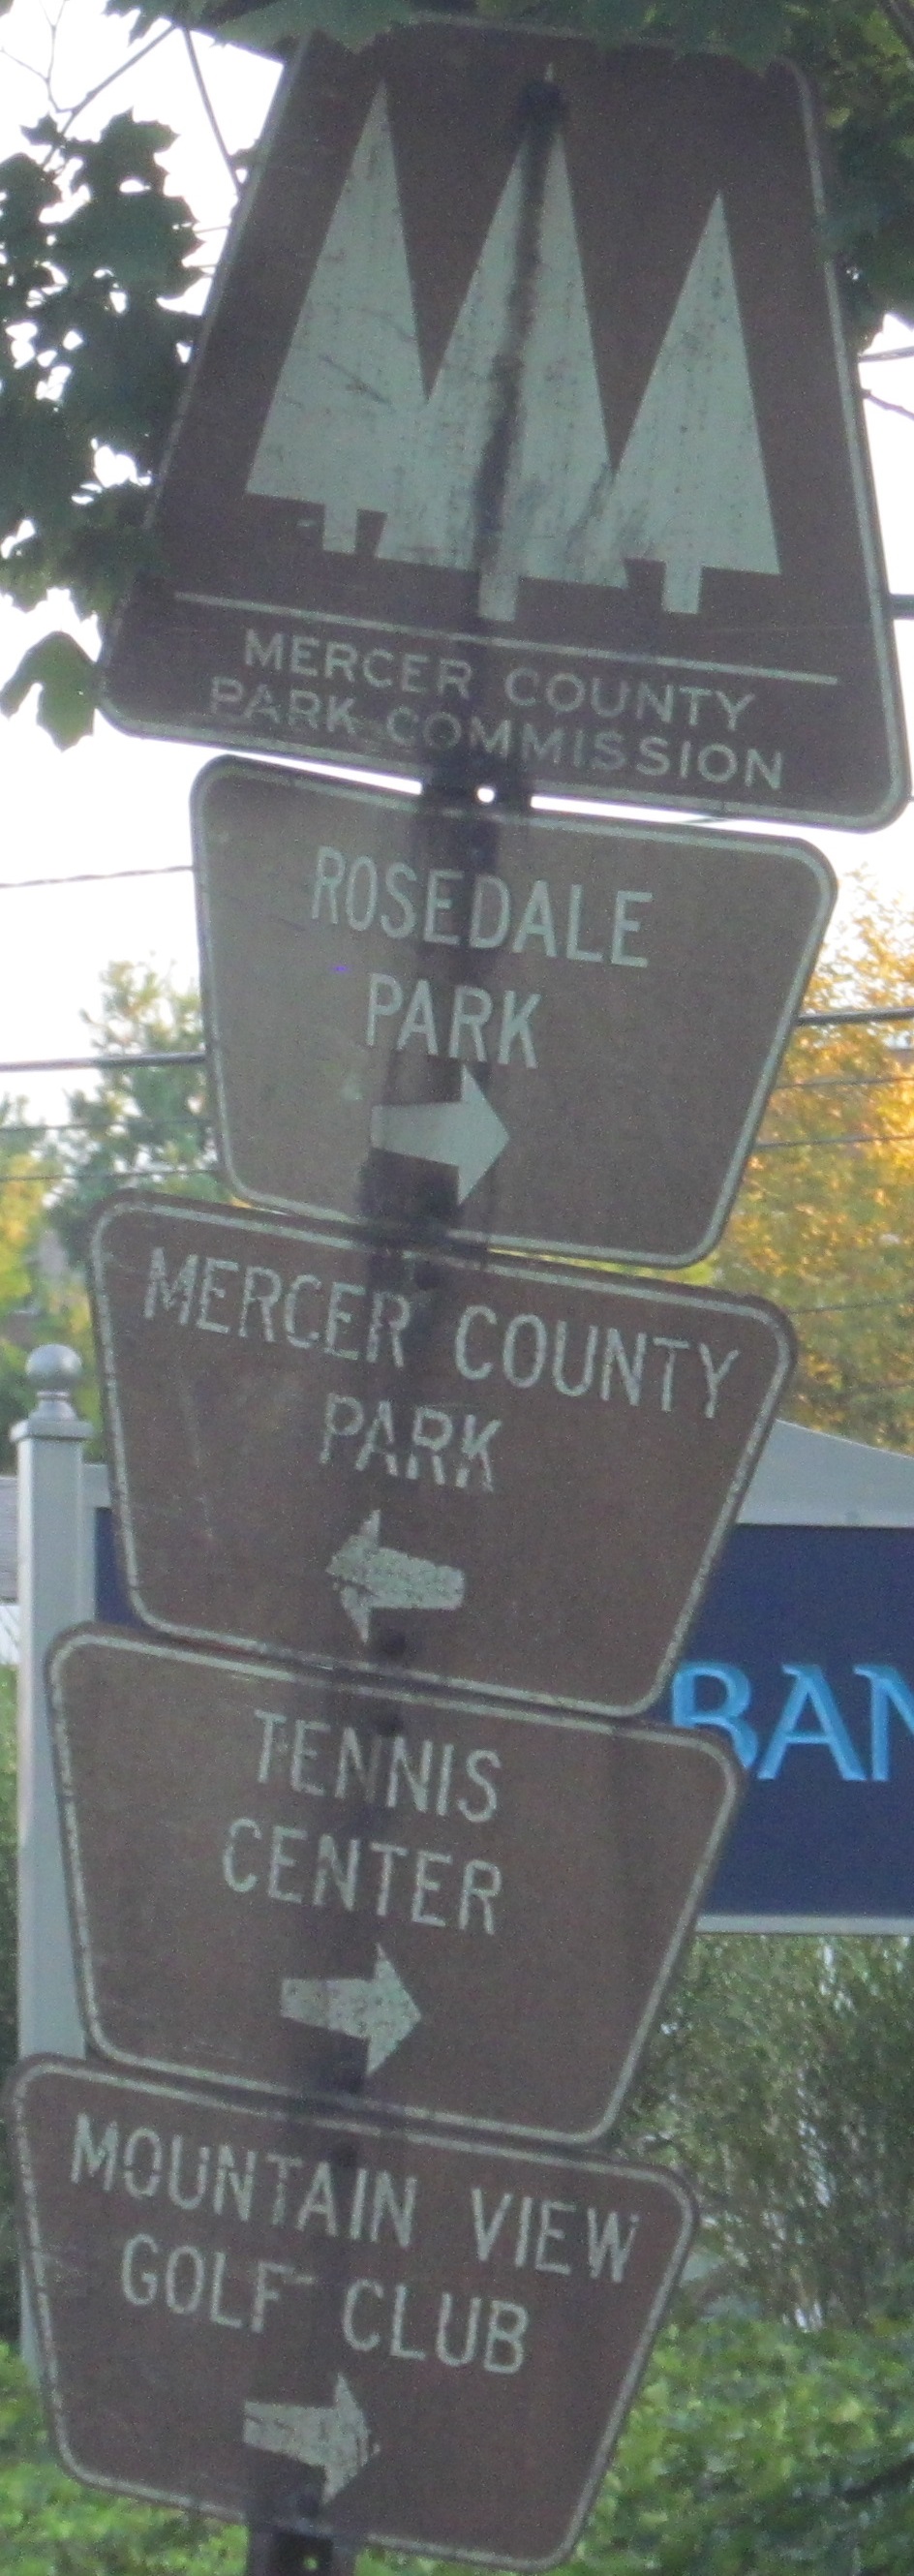 MERCER COUNTY
PARK COMMISSION
ROSEDALE
PARK
MERCER COUNTY
PARK
TENNIS
CENTER
MOUNTAIN VIEW
GOLF CLUB